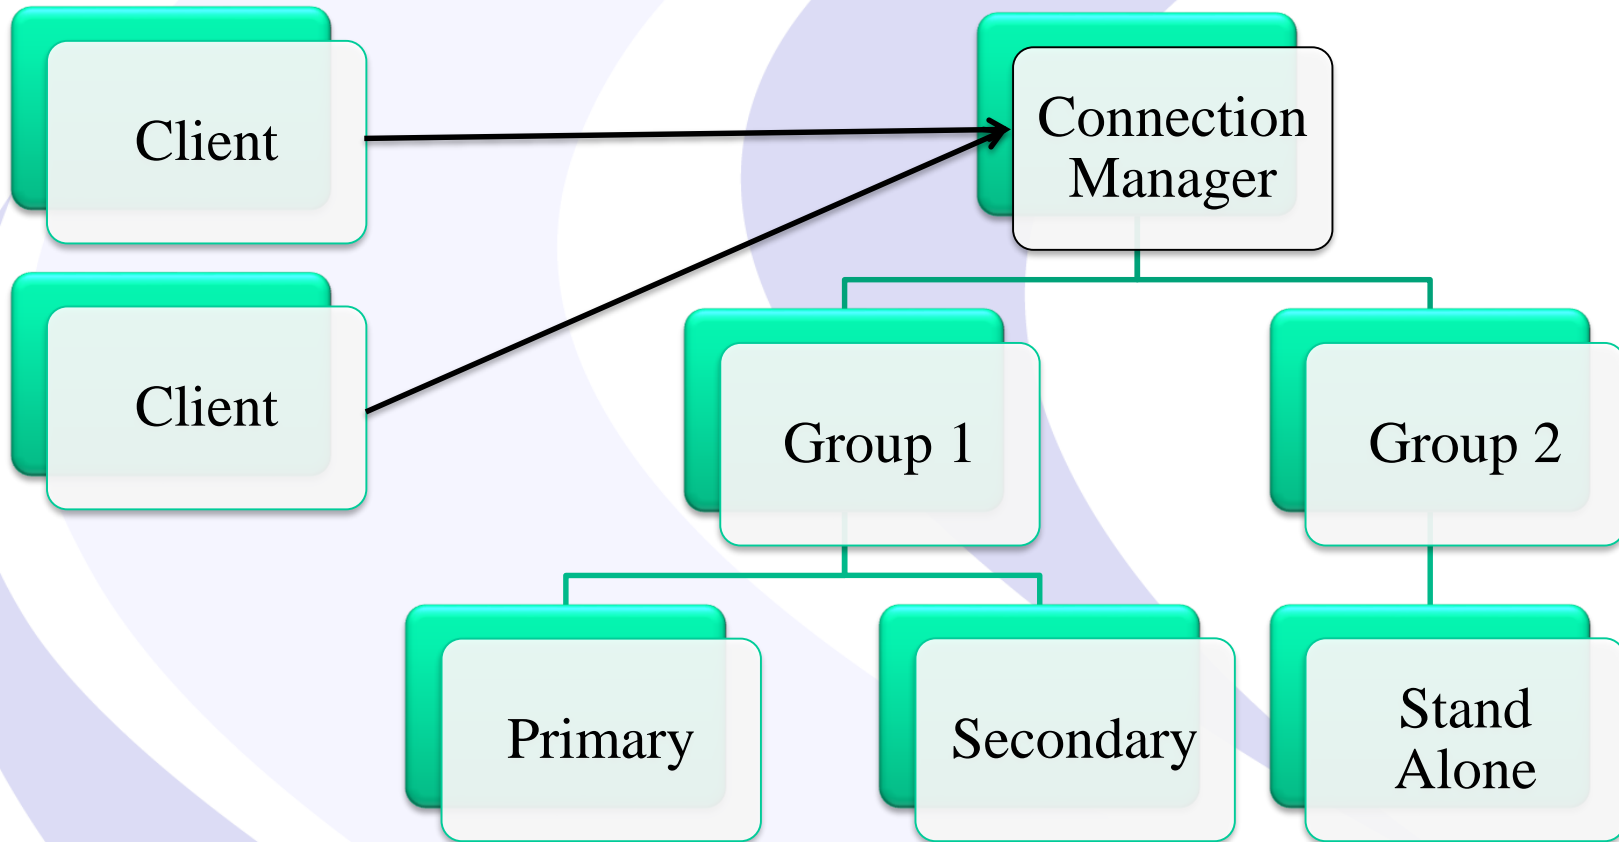 Client
Connection
Manager
Client
Group 1
Group 2
Primary
Secondary
Stand
Alone